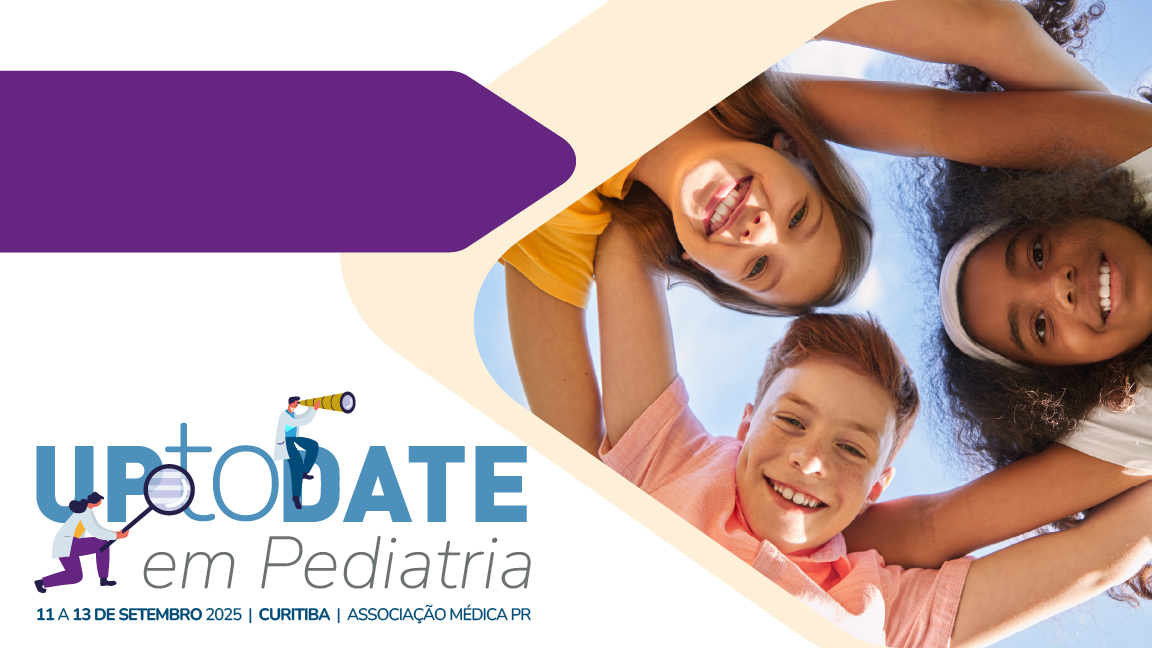 UPtoDATE
em Pediatria
11 A 13 DE SETEMBRO 2025 | CURITIBA | ASSOCIAÇÃO MÉDICA PR